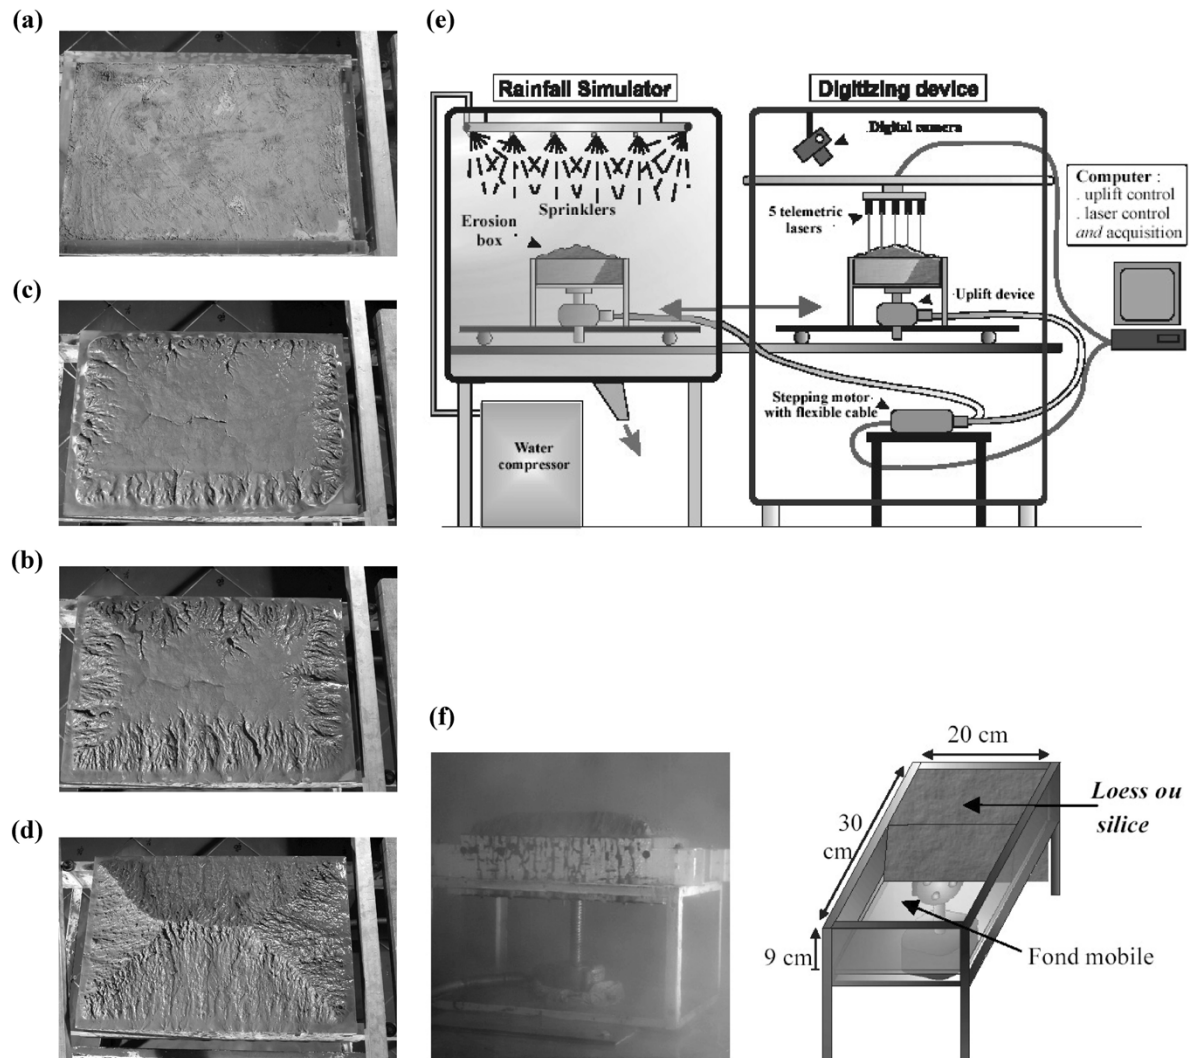 (a)
(c)
(b)
(d)
(e)
Rainfall Simulator
Digitizing device
Digital camera
Sprinklers
Erosion
box
5 telemetric
lasers
Computer :
. uplift control
. laser control
and acquisition
Uplift device
Stepping motor
with flexible cable
Water
compressor
(f)
20 cm
30
cm
9 cm
Loess ou
silice
Fond mobile